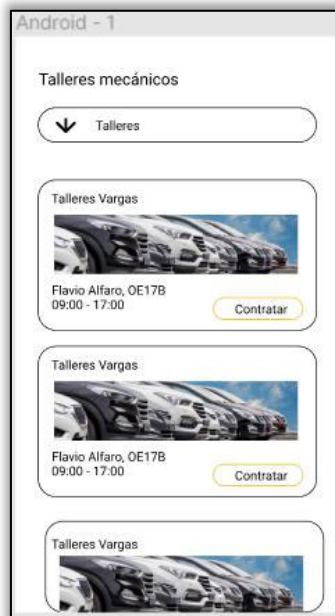 Android - 1
Talleres mecánicos
Talleres
Talleres Vargas
Flavio Alfaro, OE17B
09:00 - 17:00
Contratar
Talleres Vargas
Flavio Alfaro, OE17B
09:00 - 17:00
Contratar
Talleres Vargas